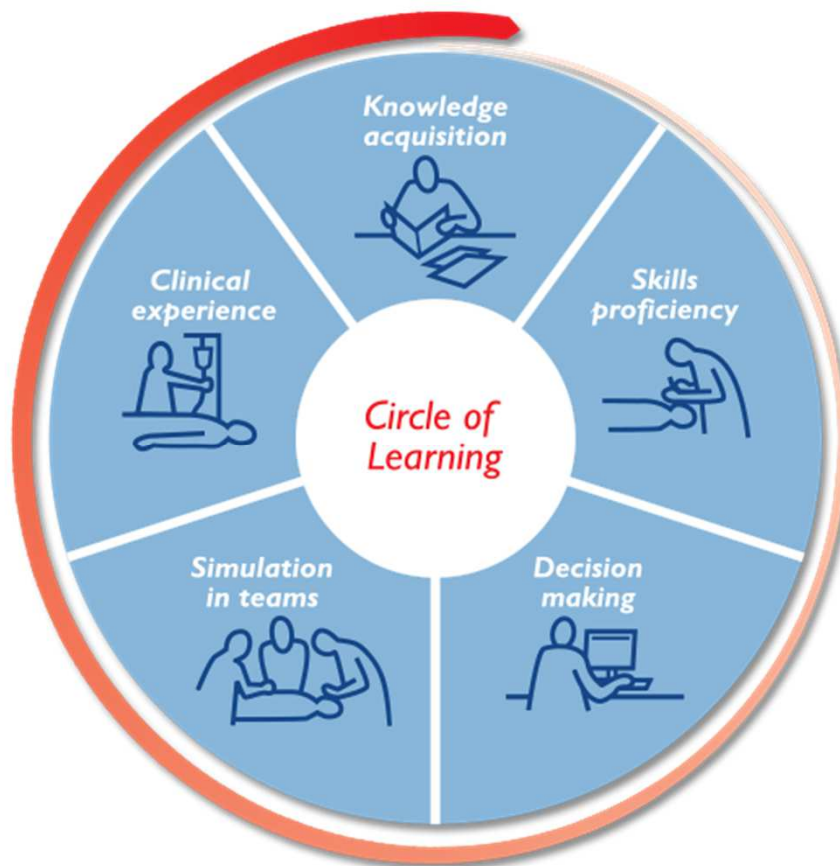 Knowledge
acquisition
Skills
proficiency
Decision
making
Simulation
in teams
Clinical
experience
Circle of
Learning